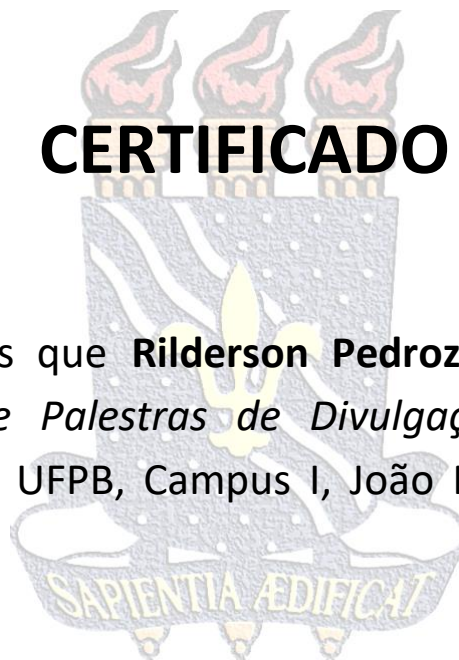 CERTIFICADO
s que Rilderson Pedroz
e Palestras de Divulgaç
UFPB, Campus I, João
SAPIENTIA ÆDIFICAT